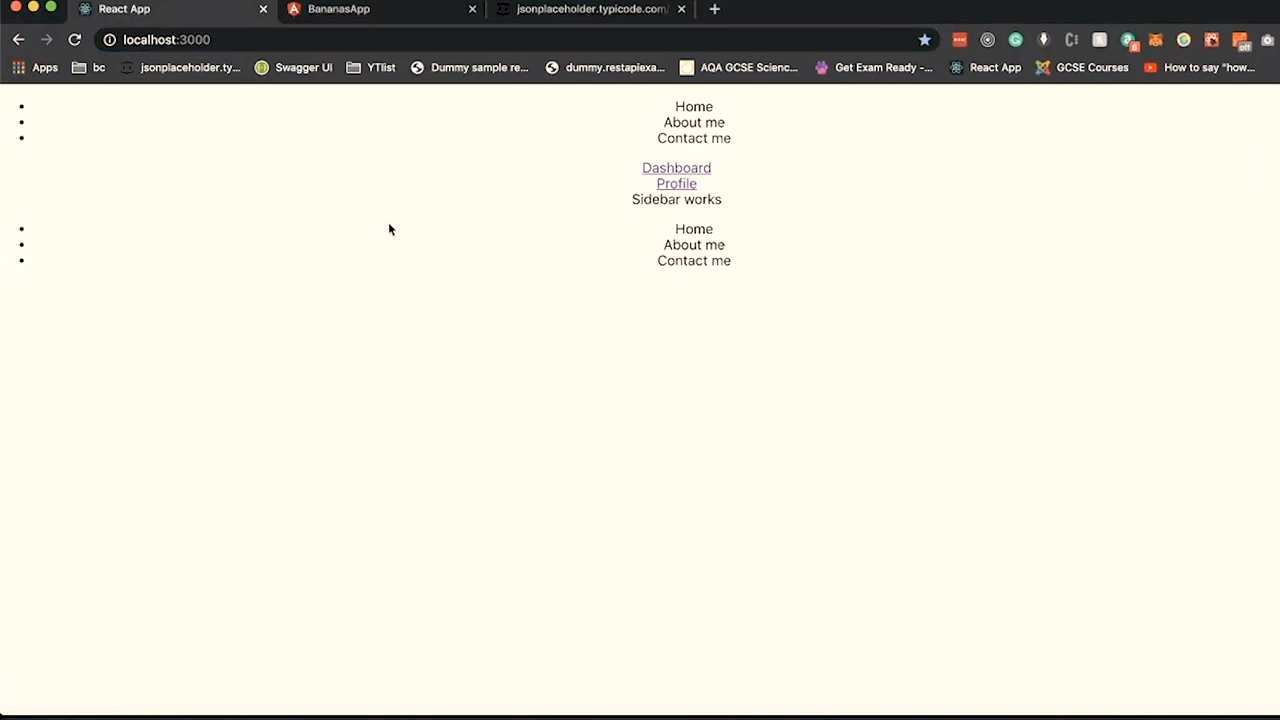 React App
BananasApp
jsonplaceholder.typicode.com/
localhost:3000
6
off
Apps
bc
jsonplaceholder.ty...
Swagger UI
YTlist
Dummy sample re...
dummy.restapiexa...
AQA GCSE Scienc...
Get Exam Ready -...
React App
GCSE Courses
How to say "how...
Home
About me
Contact me
Dashboard
Profile
Sidebar works
Home
About me
Contact me